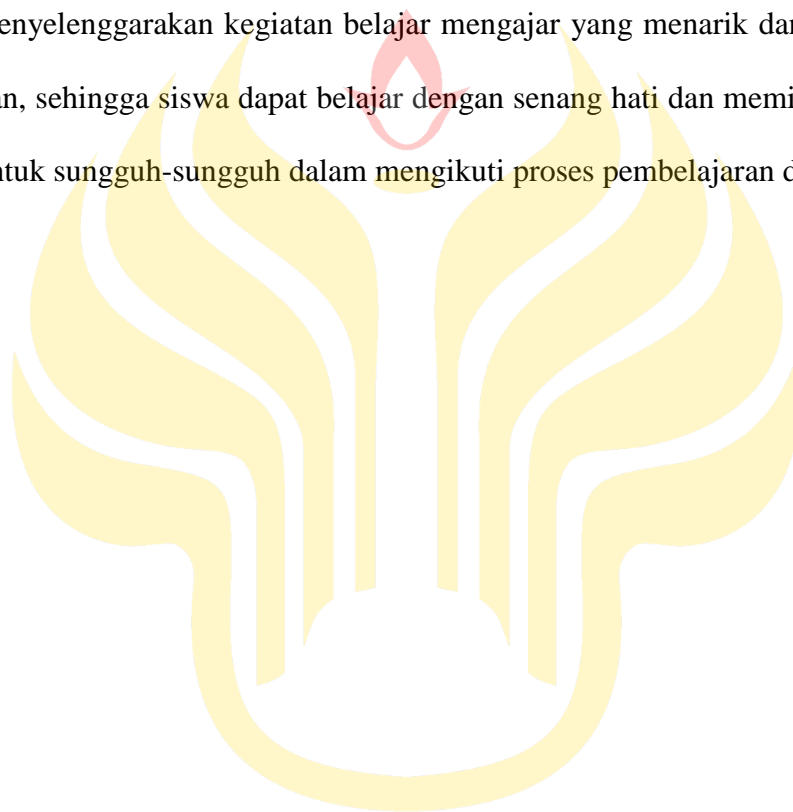 enyelenggarakan kegiatan belajar mengajar yang menarik dan
an, sehingga siswa dapat belajar dengan senang hati dan memi
ntuk sungguh-sungguh dalam mengikuti proses pembelajaran d